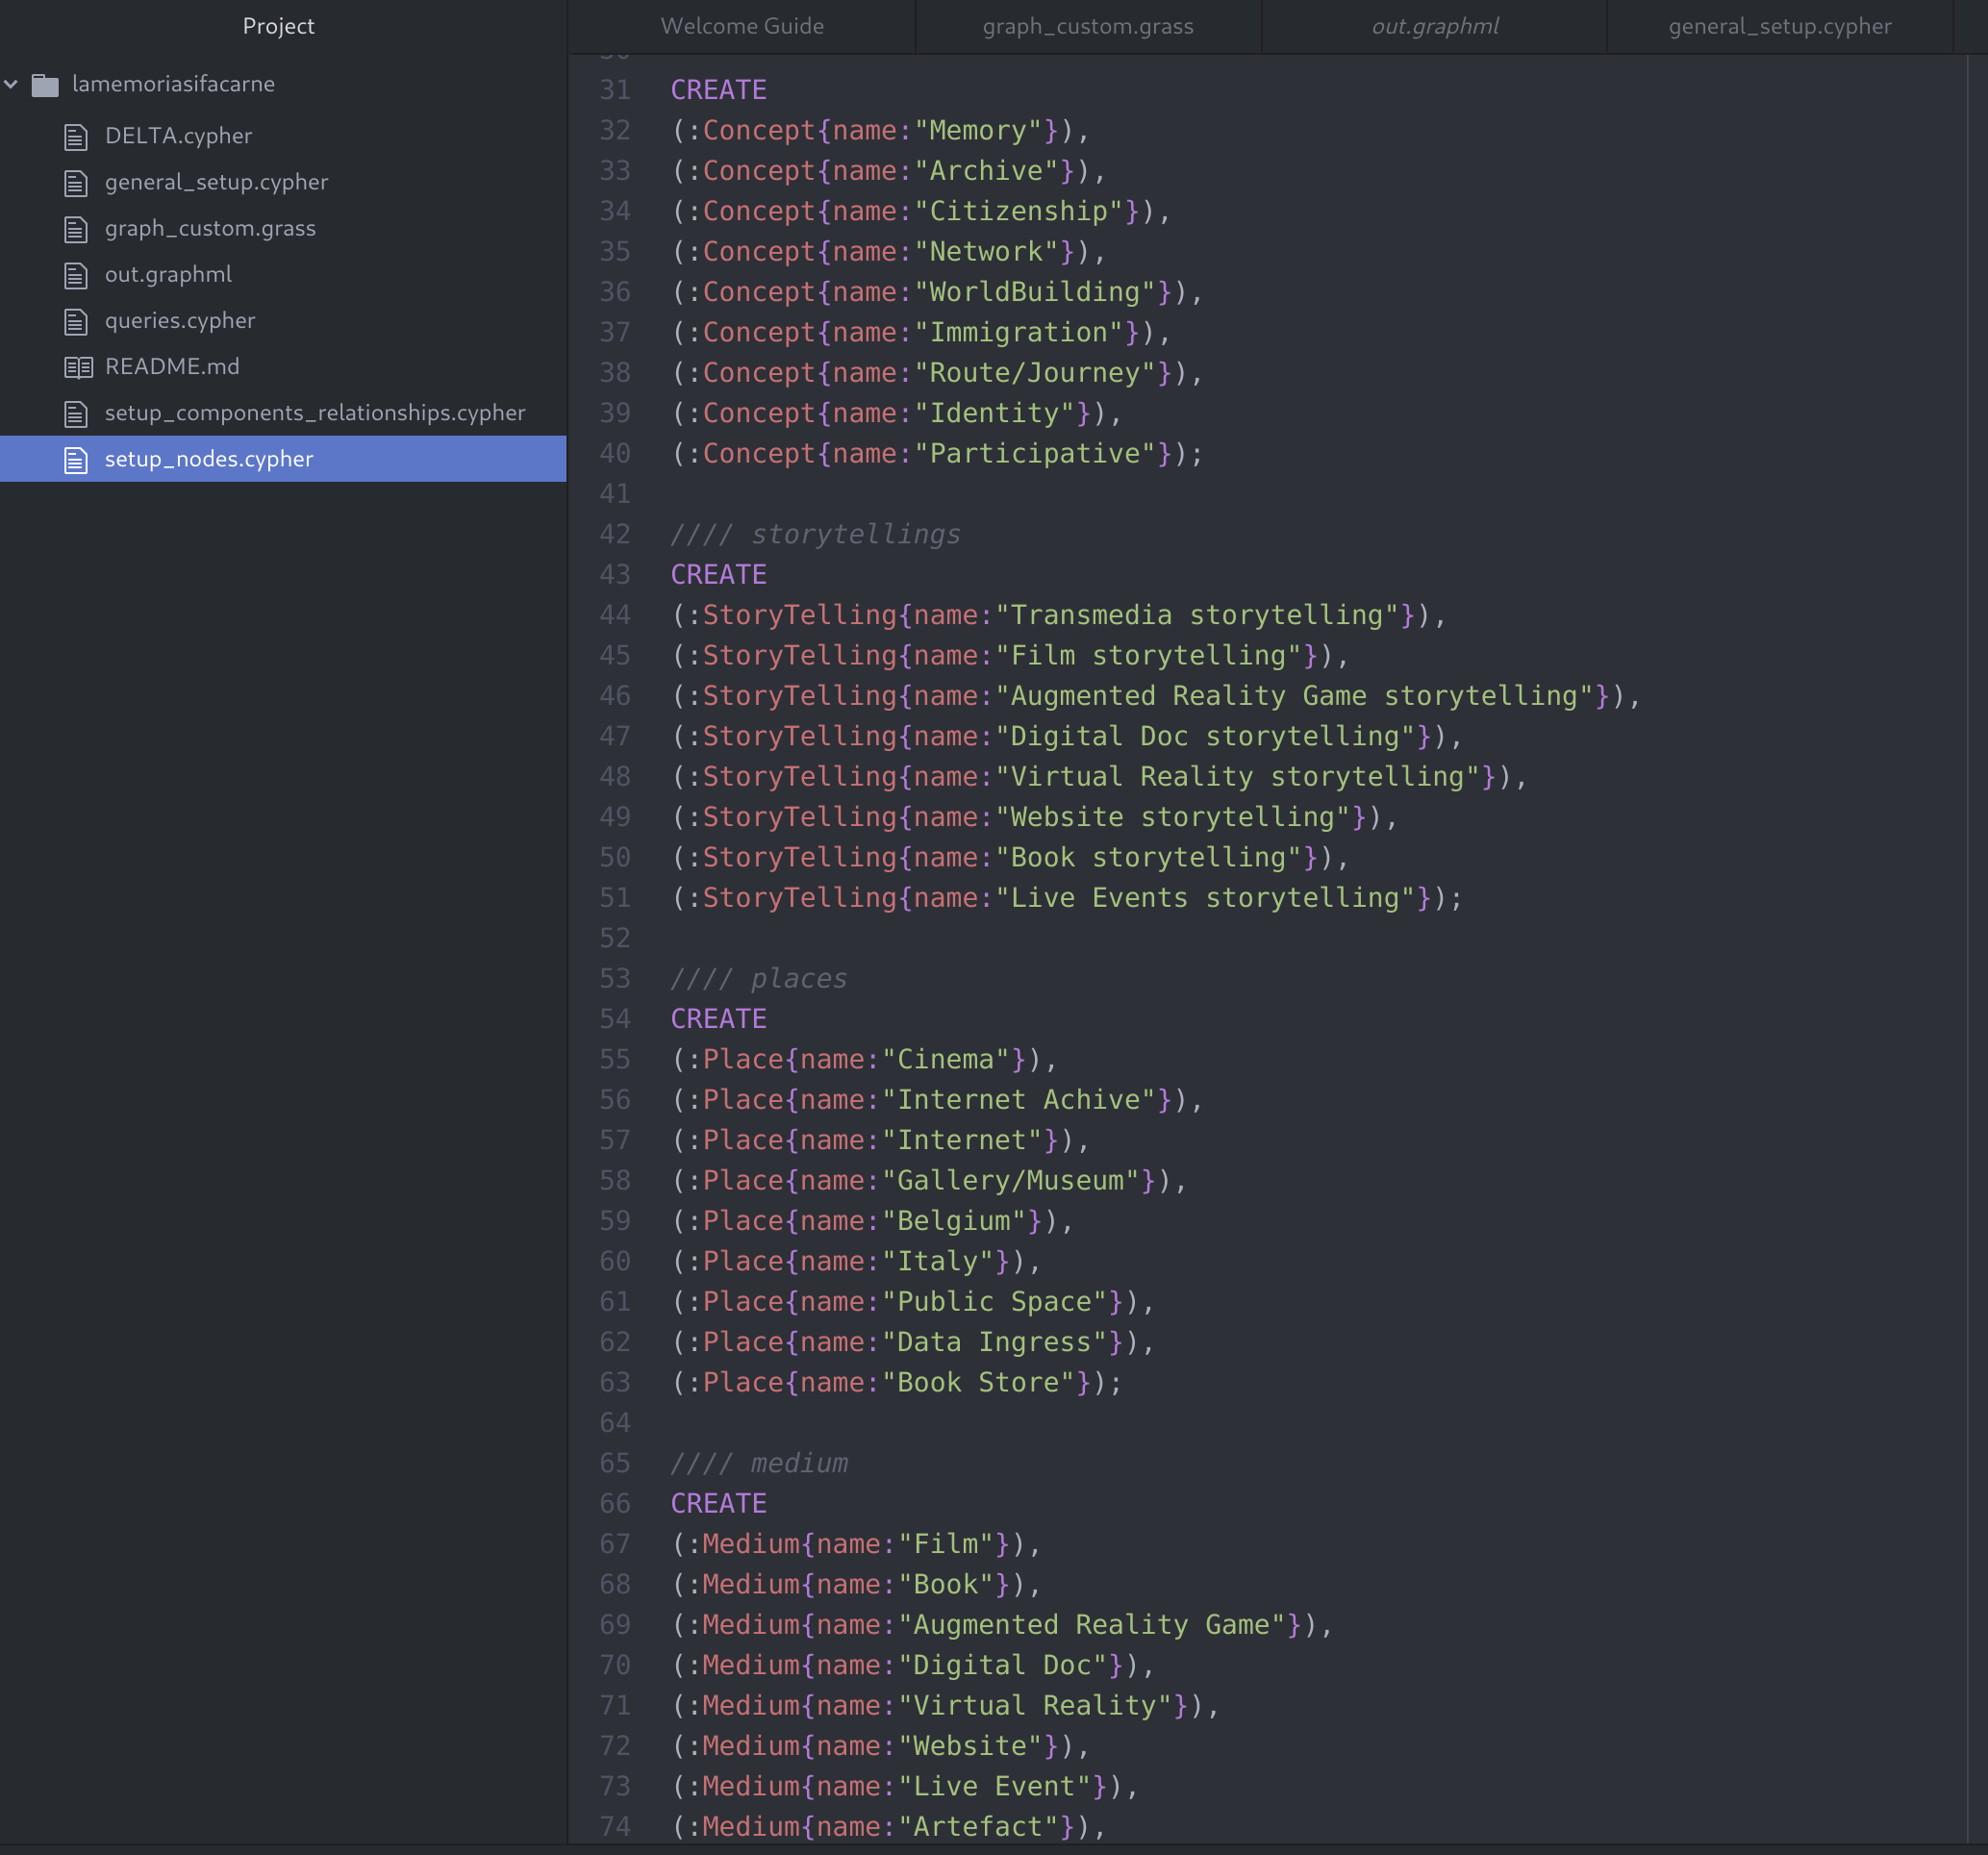 Project
lamemoriasifacarne
DELTA.cypher
general_setup.cypher
graph_custom.grass
out.graphml
queries.cypher
README.md
setup_components_relationships.cypher
setup_nodes.cypher
Welcome Guide graph_custom.grass out.graphml general_setup.cypher
31 CREATE
32 (:Concept{name:"Memory"}),
33 (:Concept{name:"Archive"}),
34 (:Concept{name:"Citizenship"}),
35 (:Concept{name:"Network"}),
36 (:Concept{name:"WorldBuilding"}),
37 (:Concept{name:"Immigration"}),
38 (:Concept{name:"Route/Journey"}),
39 (:Concept{name:"Identity"}),
40 (:Concept{name:"Participative"});
41
42 //// storytellings
43 CREATE
44 (:StoryTelling{name:"Transmedia storytelling"}),
45 (:StoryTelling{name:"Film storytelling"}),
46 (:StoryTelling{name:"Augmented Reality Game storytelling"}),
47 (:StoryTelling{name:"Digital Doc storytelling"}),
48 (:StoryTelling{name:"Virtual Reality storytelling"}),
49 (:StoryTelling{name:"Website storytelling"}),
50 (:StoryTelling{name:"Book storytelling"}),
51 (:StoryTelling{name:"Live Events storytelling"});
52
53 //// places
54 CREATE
55 (:Place{name:"Cinema"}),
56 (:Place{name:"Internet Achive"}),
57 (:Place{name:"Internet"}),
58 (:Place{name:"Gallery/Museum"}),
59 (:Place{name:"Belgium"}),
60 (:Place{name:"Italy"}),
61 (:Place{name:"Public Space"}),
62 (:Place{name:"Data Ingress"}),
63 (:Place{name:"Book Store"});
64
65 //// medium
66 CREATE
67 (:Medium{name:"Film"}),
68 (:Medium{name:"Book"}),
69 (:Medium{name:"Augmented Reality Game"}),
70 (:Medium{name:"Digital Doc"}),
71 (:Medium{name:"Virtual Reality"}),
72 (:Medium{name:"Website"}),
73 (:Medium{name:"Live Event"}),
74 (:Medium{name:"Artefact"}),